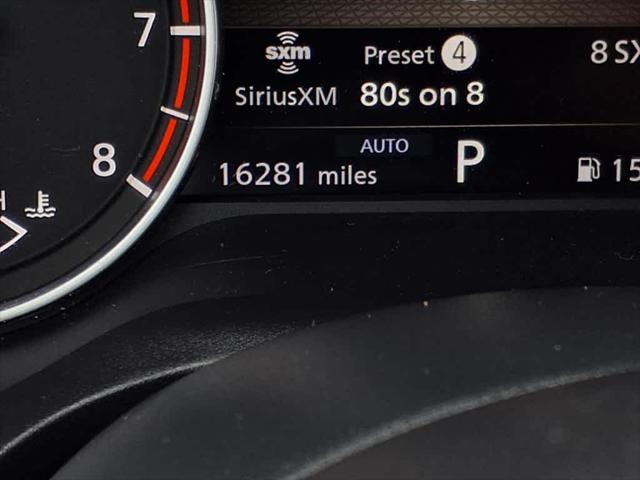 7
8
H
sxm
Preset 4
8 SX
SiriusXM
80s on 8
AUTO
16281 miles
P
15